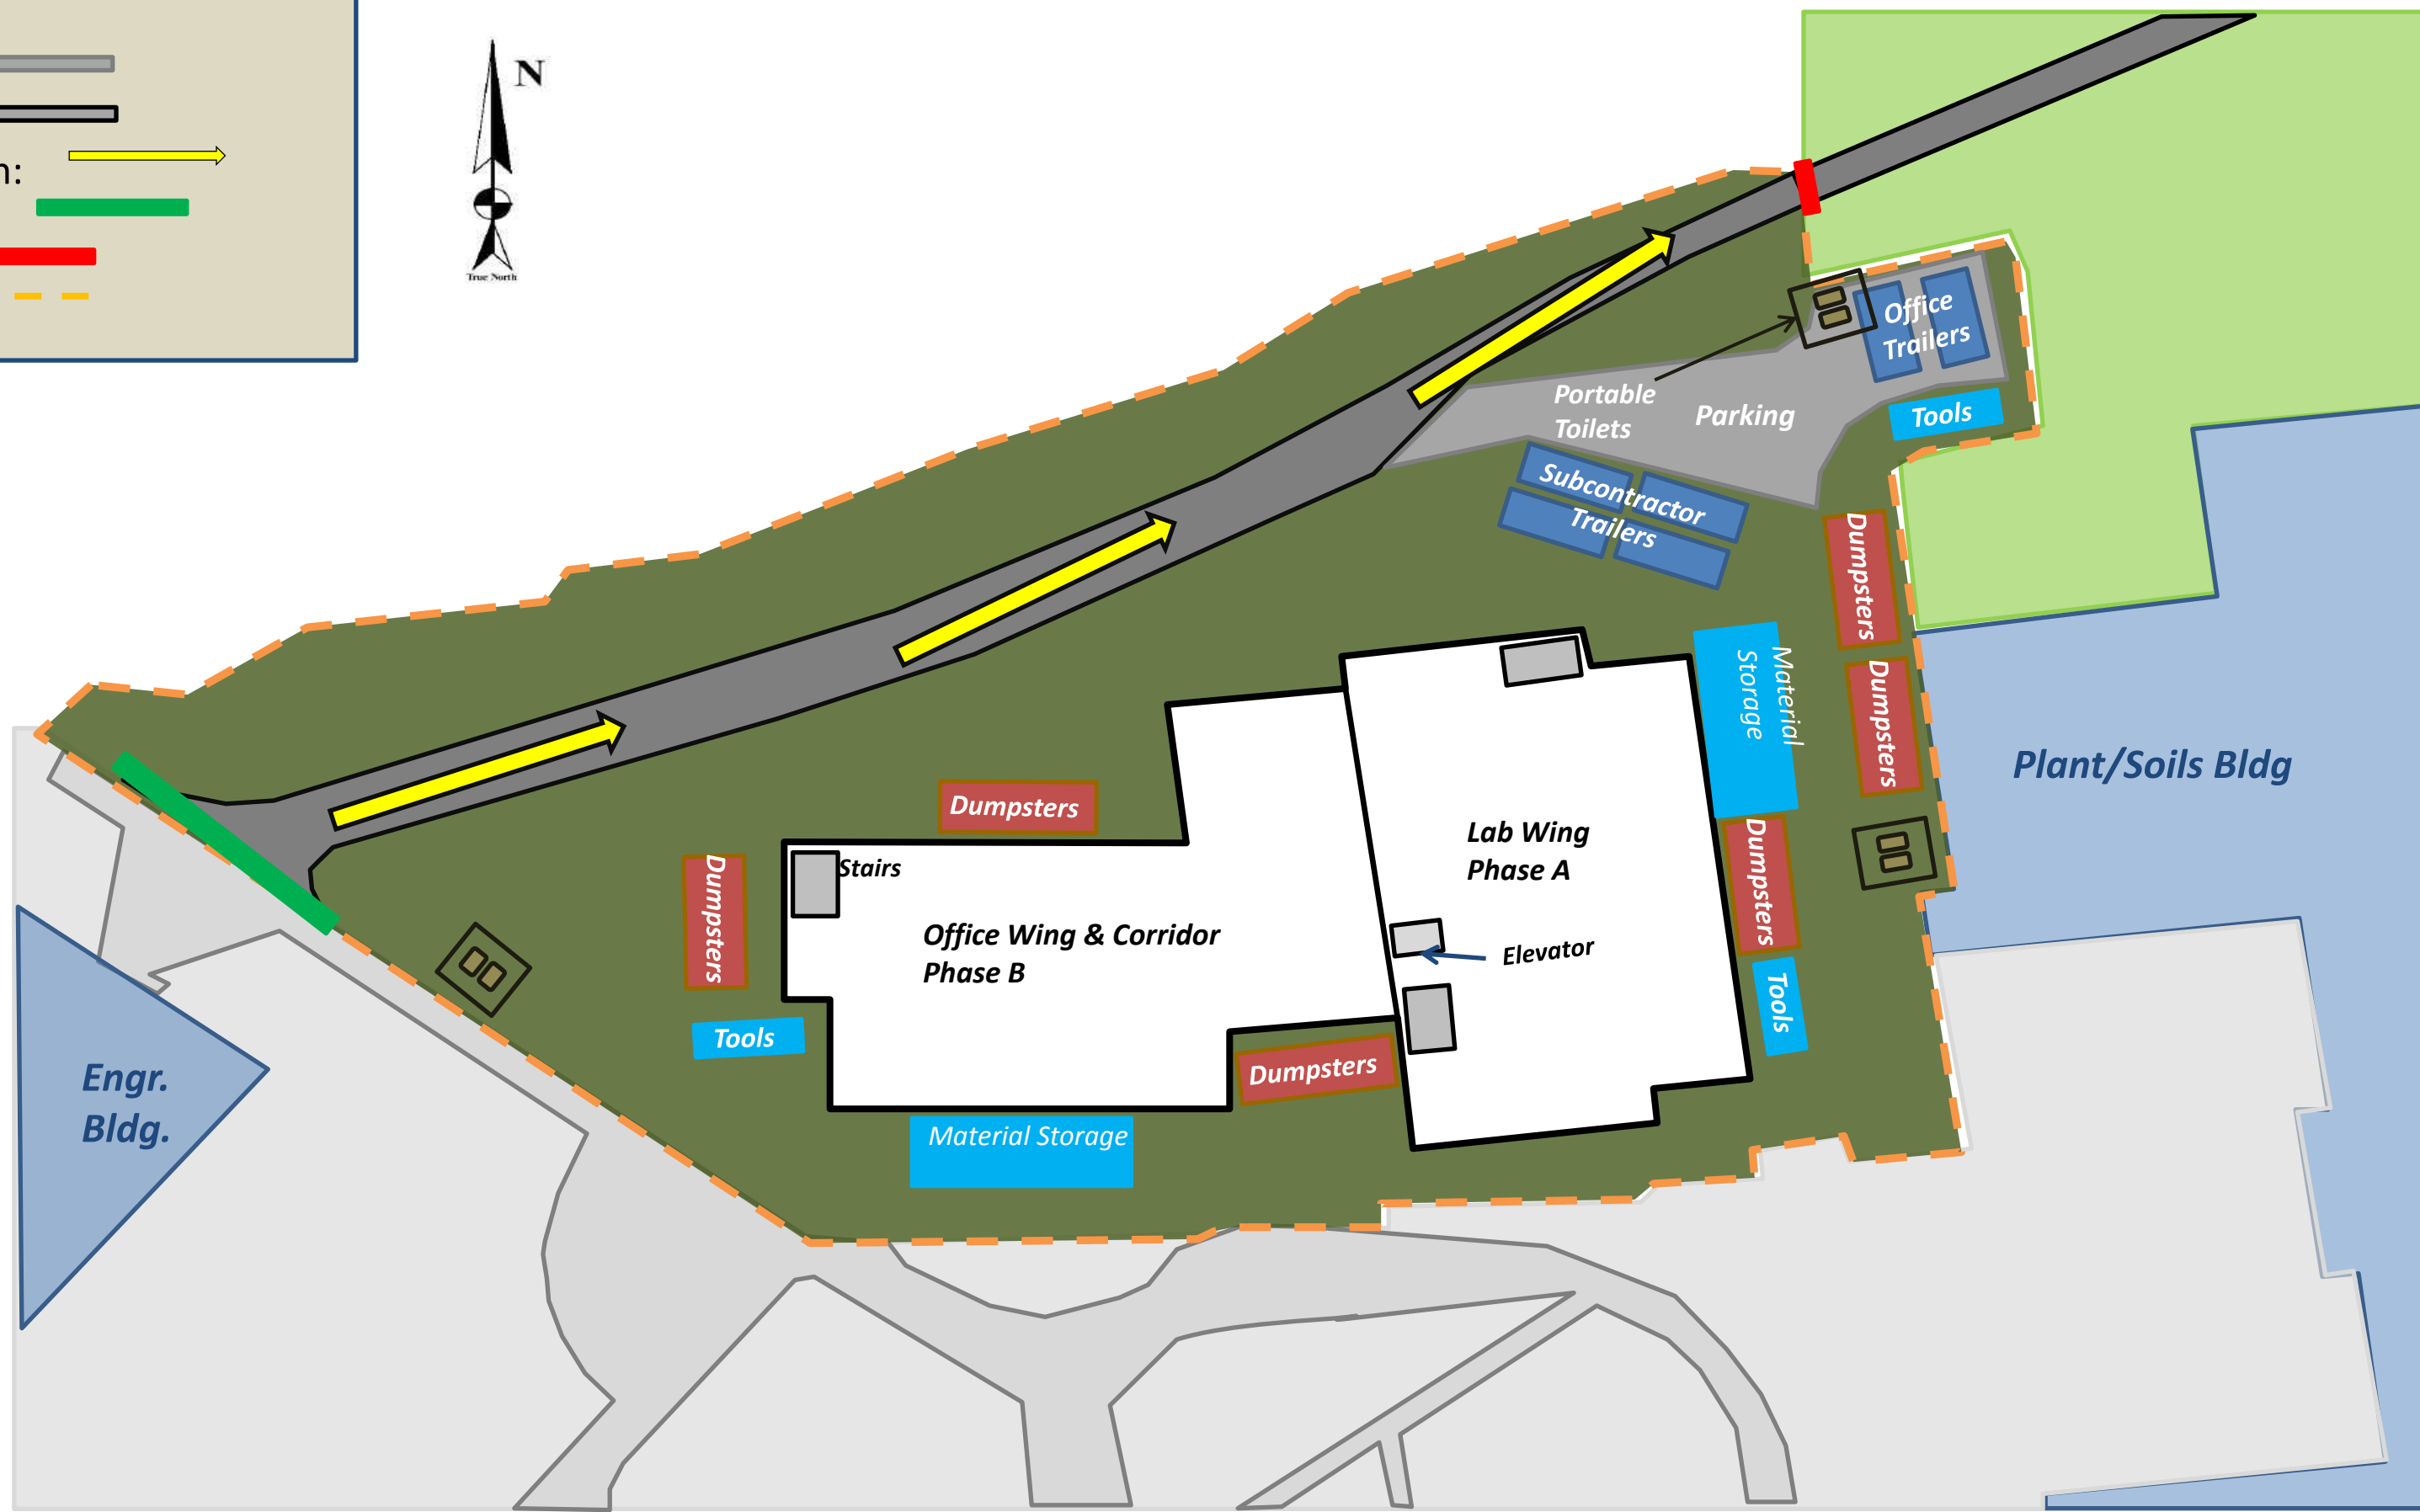 n:
N
True North
Office
Trailers
Portable
Toilets
Parking
Tools
Subcontractor
Trailers
Dumpsters
Material
Storage
Dumpsters
Plant/Soils Bldg
Dumpsters
Lab Wing
Phase A
Dumpsters
Stairs
Dumpsters
Office Wing & Corridor
Phase B
Elevator
Tools
Tools
Dumpsters
Engr.
Bldg.
Material Storage